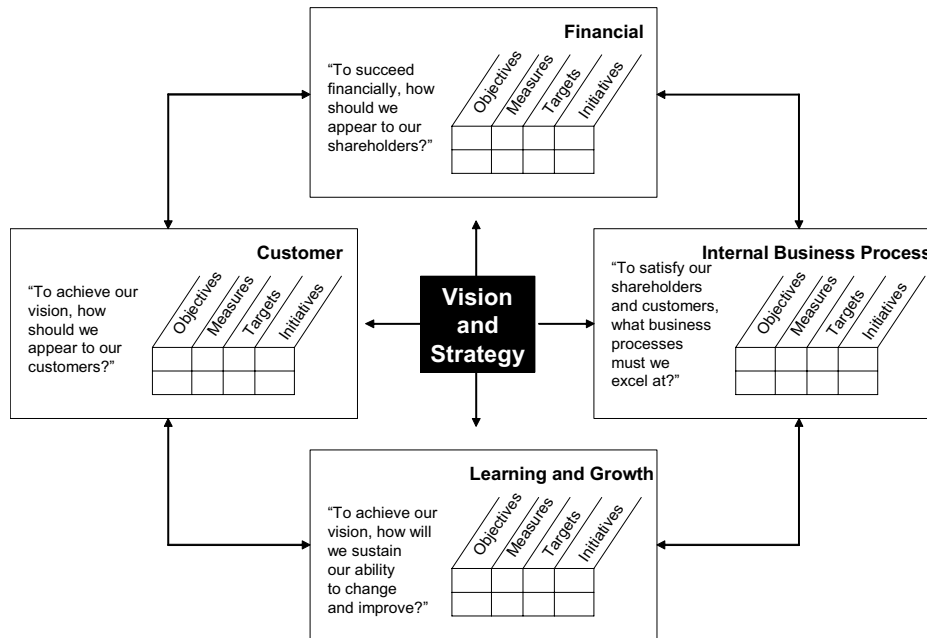 Financial
“To succeed
financially, how
should we
appear to our
shareholders?”
Objectives
Measures
Targets
Initiatives
Customer
“To achieve our
vision, how
should we
appear to our
customers?”
Objectives
Measures
Targets
Initiatives
Vision
and
Strategy
Internal Business Process
“To satisfy our
shareholders
and customers,
what business
processes
must we
excel at?”
Objectives
Measures
Targets
Initiatives
Learning and Growth
“To achieve our
vision, how will
we sustain
our ability
to change
and improve?”
Objectives
Measures
Targets
Initiatives